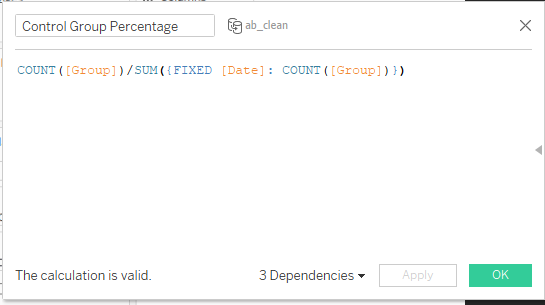 Control Group Percentage
ab_clean
COUNT([Group])/SUM({FIXED [Date]: COUNT([Group])})
The calculation is valid.
3 Dependencies
Apply
OK